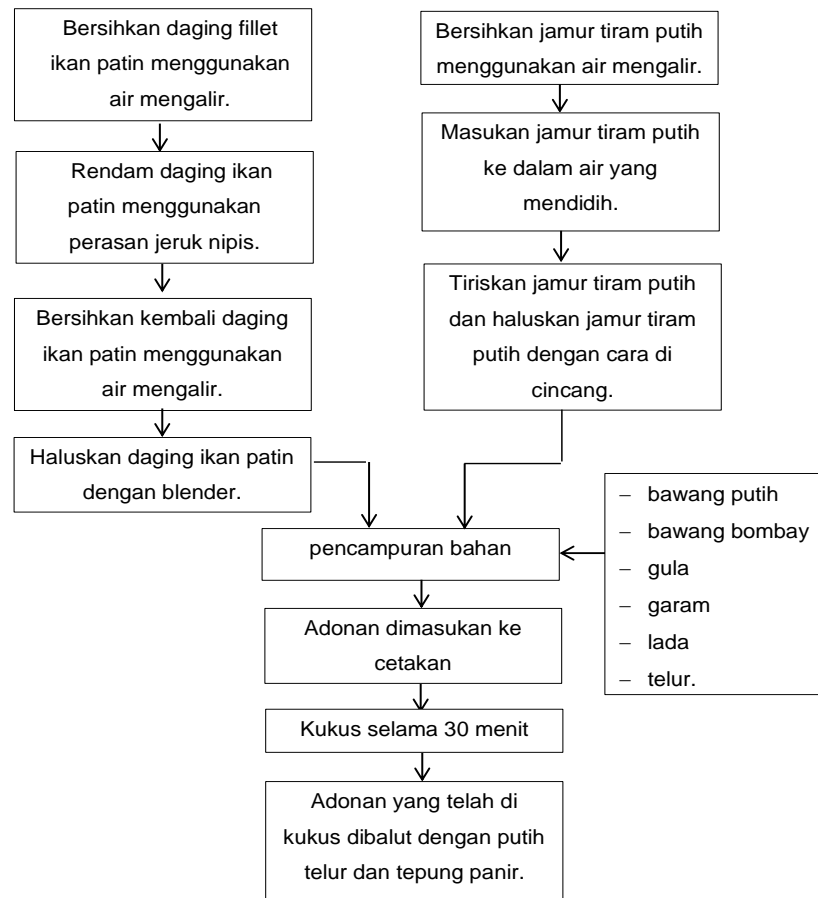 Bersihkan daging fillet
ikan patin menggunakan
air mengalir.
Rendam daging ikan
patin menggunakan
perasan jeruk nipis.
Bersihkan kembali daging
ikan patin menggunakan
air mengalir.
Haluskan daging ikan patin
dengan blender.
Bersihkan jamur tiram putih
menggunakan air mengalir.
Masukan jamur tiram putih
ke dalam air yang
mendidih.
Tiriskan jamur tiram putih
dan haluskan jamur tiram
putih dengan cara di
cincang.
– bawang putih
– bawang bombay
– gula
– garam
– lada
– telur.
pencampuran bahan
Adonan dimasukan ke
cetakan
Kukus selama 30 menit
Adonan yang telah di
kukus dibalut dengan putih
telur dan tepung panir.